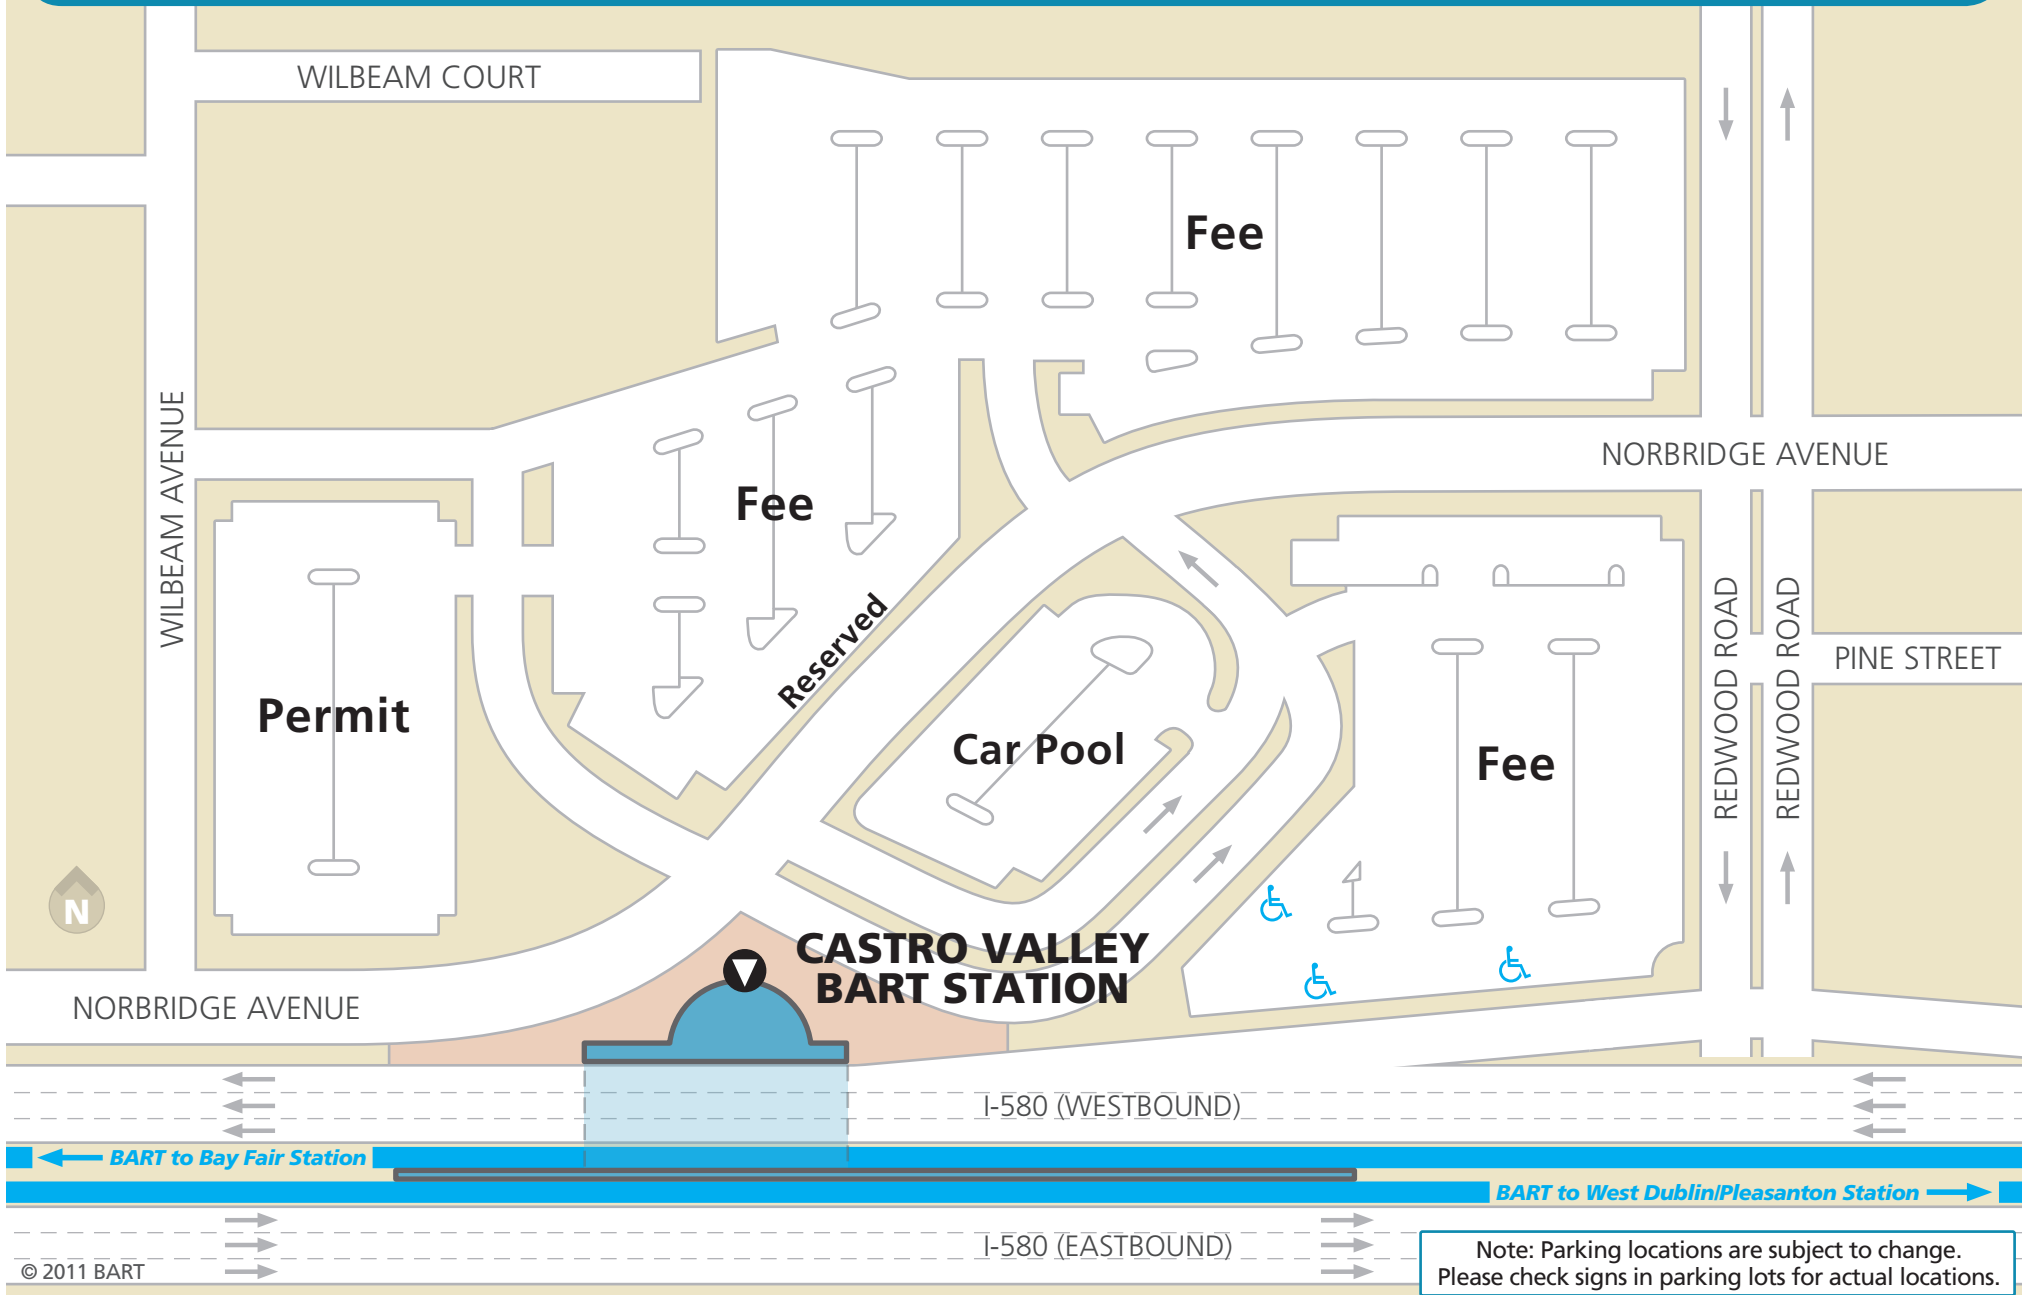 WILBEAM COURT
Fee
NORBRIDGE AVENUE
WILBEAM AVENUE
Fee
Reserved
REDWOOD ROAD
REDWOOD ROAD
PINE STREET
Permit
Car Pool
Fee
N
CASTRO VALLEY
BART STATION
NORBRIDGE AVENUE
I-580 (WESTBOUND)
BART to Bay Fair Station
BART to West Dublin/Pleasanton Station
I-580 (EASTBOUND)
Note: Parking locations are subject to change.
Please check signs in parking lots for actual locations.
© 2011 BART